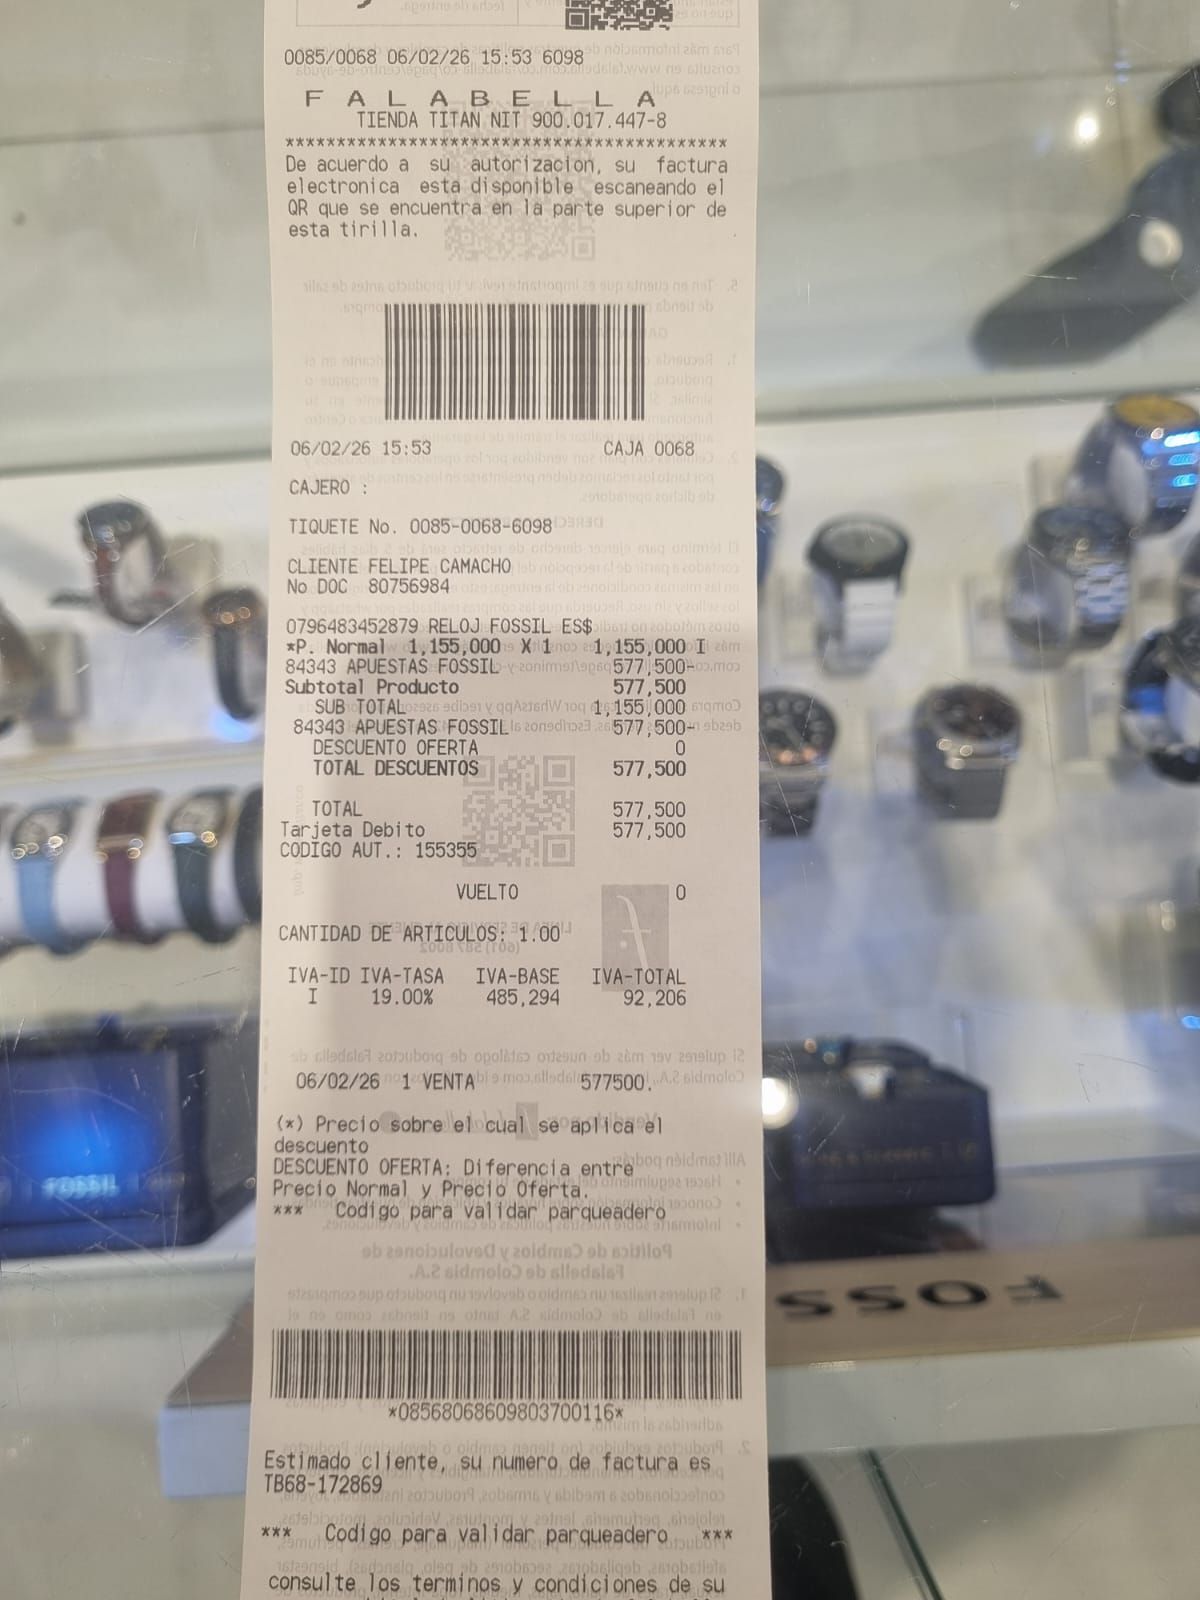 0085/0068 06/02/26 15:53 6098
F A L A B E L L A
TIENDA TITAN NIT 900.017.447-8
*******************************************
De acuerdo a su autorizacion, su factura
electronica esta disponible escaneando el
QR que se encuentra en la parte superior de
esta tirilla.
06/02/26 15:53 CAJA 0068
CAJERO :
TIQUETE No. 0085-0068-6098
CLIENTE FELIPE CAMACHO
No DOC 80756984
0796483452879 RELOJ FOSSIL ES$
*P. Normal 1,155,000 X 1 1,155,000 I
84343 APUESTAS FOSSIL 577,500-
Subtotal Producto 577,500
SUB TOTAL 1,155,000
84343 APUESTAS FOSSIL 577,500-
DESCUENTO OFERTA 0
TOTAL DESCUENTOS 577,500
TOTAL 577,500
Tarjeta Debito 577,500
CODIGO AUT.: 155355
VUELTO 0
CANTIDAD DE ARTICULOS: 1.00
IVA-ID IVA-TASA IVA-BASE IVA-TOTAL
I 19.00% 485,294 92,206
06/02/26 1 VENTA 577500.
(*) Precio sobre el cual se aplica el
descuento
DESCUENTO OFERTA: Diferencia entre
Precio Normal y Precio Oferta.
*** Codigo para validar parqueadero
*08568068609803700116*
Estimado cliente, su numero de factura es
TB68-172869
*** Codigo para validar parqueadero ***
consulte los terminos y condiciones de su
FOSSIL
FOSS